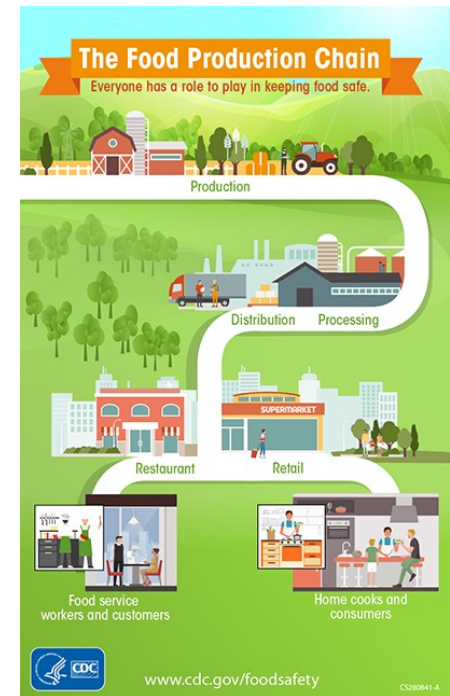 The Food Production Chain
Everyone has a role to play in keeping food safe.
Production
Distribution
Processing
SUPERMARKET
Restaurant
Retail
Food service
workers and customers
Home cooks and
consumers
CDC
www.cdc.gov/foodsafety
CS280841-A